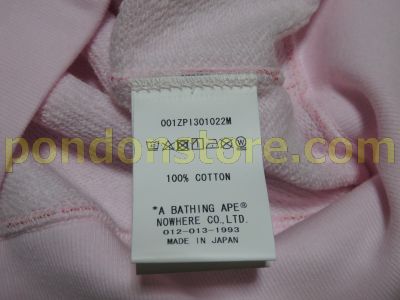 001ZPI301022M
pondonstore.com
100% COTTON
"A BATHING APE®
NOWHERE CO., LTD.
012-013-1993
MADE IN JAPAN